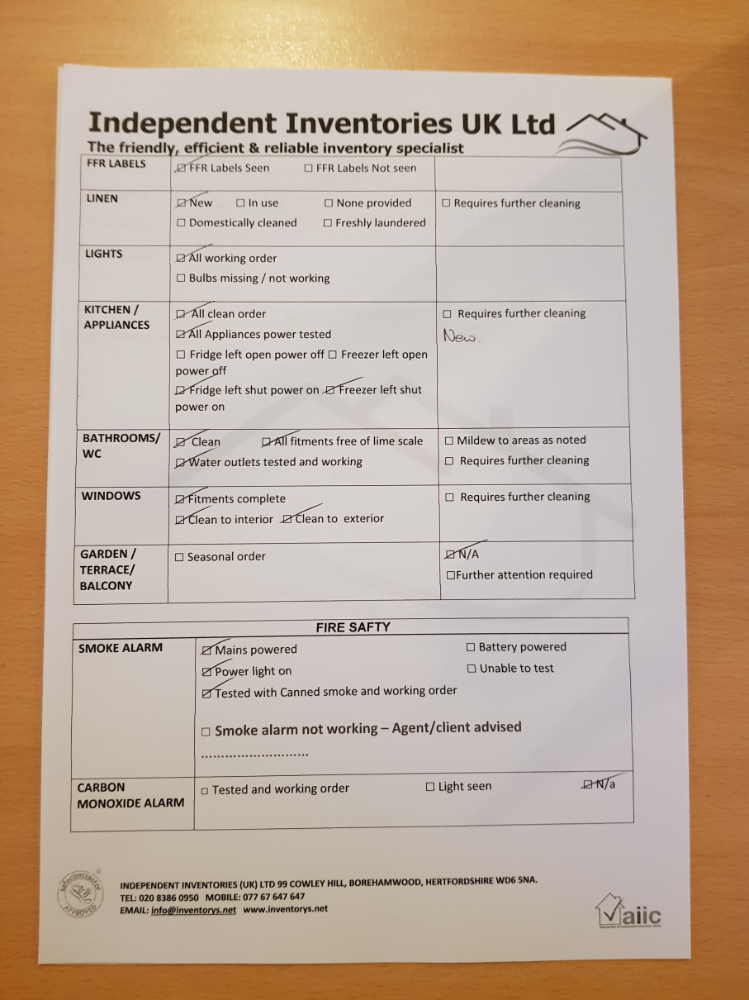 Independent Inventories UK Ltd
The friendly, efficient & reliable inventory specialist
FFR LABELS ☑ FFR Labels Seen ☐ FFR Labels Not seen
LINEN ☑ New ☐ In use ☐ None provided ☐ Requires further cleaning
☐ Domestically cleaned ☐ Freshly laundered
LIGHTS ☑ All working order
☐ Bulbs missing / not working
KITCHEN / ☑ All clean order ☐ Requires further cleaning
APPLIANCES ☑ All Appliances power tested New.
☐ Fridge left open power off ☐ Freezer left open
power off
☑ Fridge left shut power on ☑ Freezer left shut
power on
BATHROOMS/ ☑ Clean ☑ All fitments free of lime scale ☐ Mildew to areas as noted
WC ☑ Water outlets tested and working ☐ Requires further cleaning
WINDOWS ☑ Fitments complete ☐ Requires further cleaning
☑ Clean to interior ☑ Clean to exterior
GARDEN / ☐ Seasonal order ☑ N/A
TERRACE/ ☐Further attention required
BALCONY
FIRE SAFTY
SMOKE ALARM ☑ Mains powered ☐ Battery powered
☑ Power light on ☐ Unable to test
☑ Tested with Canned smoke and working order
☐ Smoke alarm not working – Agent/client advised
............................
CARBON ☐ Tested and working order ☐ Light seen ☑ N/a
MONOXIDE ALARM
INDEPENDENT INVENTORIES (UK) LTD 99 COWLEY HILL, BOREHAMWOOD, HERTFORDSHIRE WD6 5NA.
TEL: 020 8386 0950 MOBILE: 077 67 647 647
EMAIL: info@inventorys.net www.inventorys.net
safecontractor
APPROVED
aiic